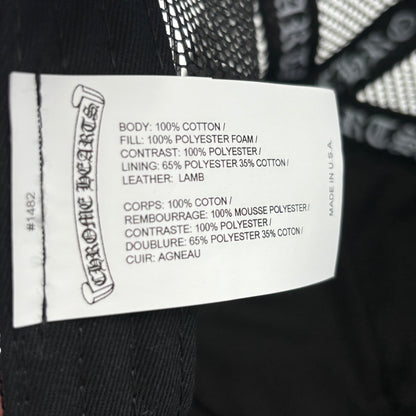 CHROME HEARTS
#1482
BODY: 100% COTTON /
FILL: 100% POLYESTER FOAM /
CONTRAST: 100% POLYESTER /
LINING: 65% POLYESTER 35% COTTON /
LEATHER: LAMB
CORPS: 100% COTON /
REMBOURRAGE: 100% MOUSSE POLYESTER /
CONTRASTE: 100% POLYESTER /
DOUBLURE: 65% POLYESTER 35% COTON /
CUIR: AGNEAU
MADE IN U.S.A.
CHROME
HEARTS